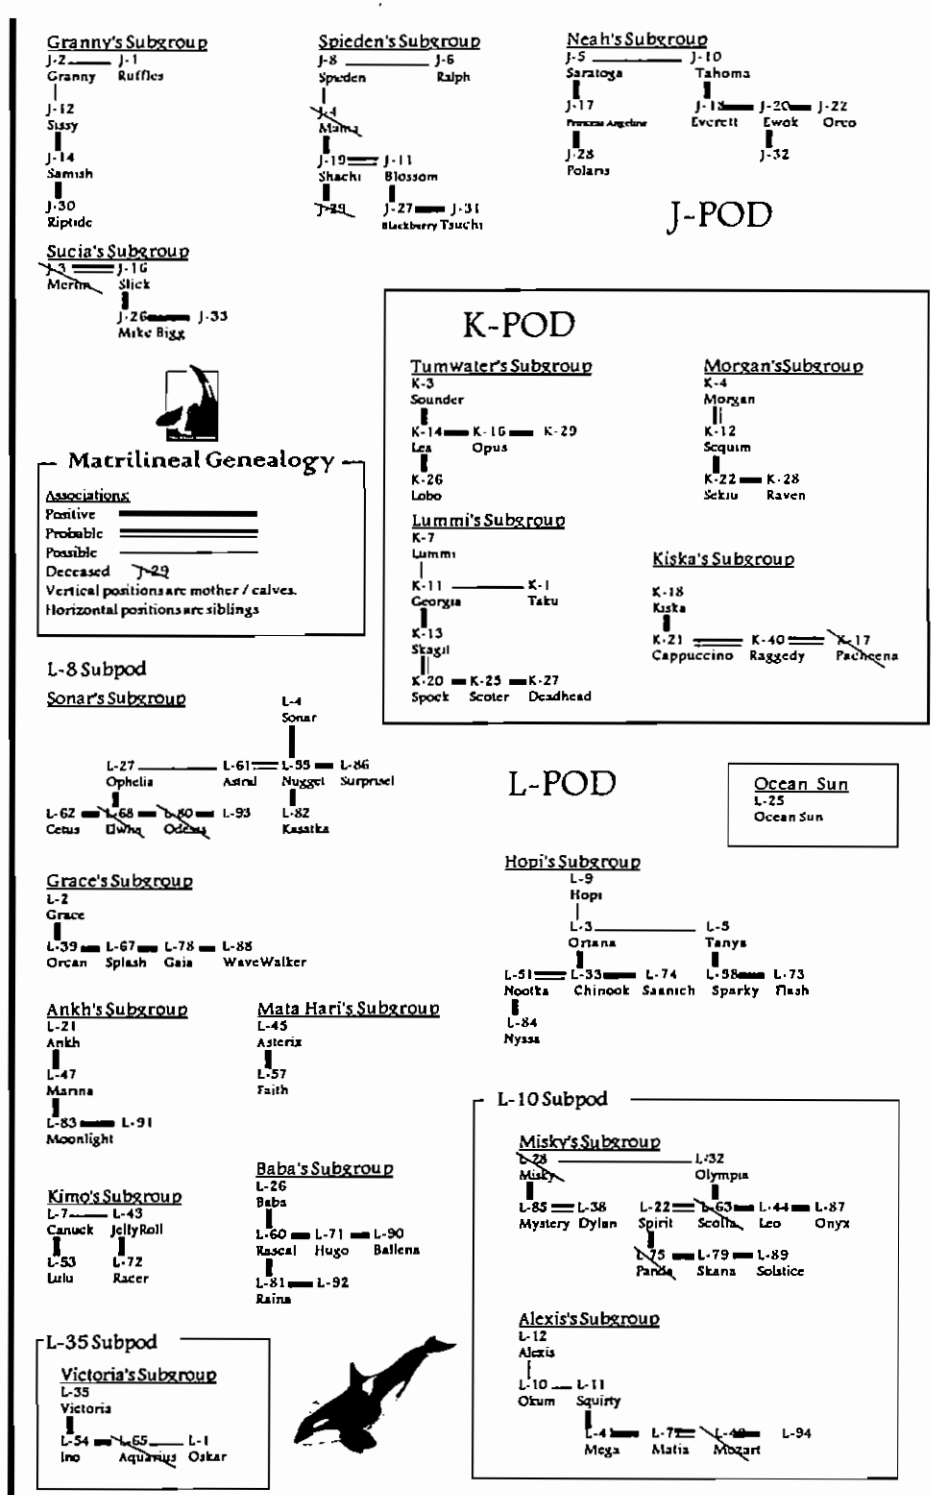 Granny's Subgroup
J-2 J-1
Granny Ruffles
J-12
Sissy
J-14
Samish
J-30
Riptide
Sucia's Subgroup
J-3 J-16
Merlin Slick
J-26 J-33
Mike Bigg
Spieden's Subgroup
J-8 J-6
Spieden Ralph
J-4
Mama
J-19 J-11
Shachi Blossom
J-29 J-27 J-31
Blackberry Tsuchi
Neah's Subgroup
J-5 J-10
Saratoga Tahoma
J-17 J-18 J-20 J-22
Princess Angeline Everett Ewok Oreo
J-28 J-32
Polaris
J-POD
K-POD
Tumwater's Subgroup
K-3
Sounder
K-14 K-16 K-29
Lea Opus
K-26
Lobo
Lummi's Subgroup
K-7
Lummi
K-11 K-1
Georgia Taku
K-13
Skagit
K-20 K-25 K-27
Spock Scoter Deadhead
Morgan'sSubgroup
K-4
Morgan
K-12
Sequim
K-22 K-28
Sekiu Raven
Kiska's Subgroup
K-18
Kiska
K-21 K-40 K-17
Cappuccino Raggedy Pacheena
Matrilineal Genealogy
Associations:
Positive
Probable
Possible
Deceased J-29
Vertical positions are mother / calves.
Horizontal positions are siblings
L-8 Subpod
Sonar's Subgroup
L-4
Sonar
L-27 L-61 L-55 L-86
Ophelia Astral Nugget Surprise!
L-62 L-68 L-80 L-93 L-82
Cetus Elwha Odessa Kasatka
L-POD
Ocean Sun
L-25
Ocean Sun
Grace's Subgroup
L-2
Grace
L-39 L-67 L-78 L-88
Orcan Splash Gaia WaveWalker
Hopi's Subgroup
L-9
Hopi
L-3 L-5
Oriana Tanya
L-51 L-33 L-74 L-58 L-73
Nootka Chinook Saanich Sparky Flash
L-84
Nyssa
Ankh's Subgroup
L-21
Ankh
L-47
Marina
L-83 L-91
Moonlight
Mata Hari's Subgroup
L-45
Asterix
L-57
Faith
Kimo's Subgroup
L-7 L-43
Canuck JellyRoll
L-53 L-72
Lulu Racer
Baba's Subgroup
L-26
Baba
L-60 L-71 L-90
Rascal Hugo Ballena
L-81 L-92
Raina
L-35 Subpod
Victoria's Subgroup
L-35
Victoria
L-54 L-65 L-1
Ino Aquarius Oskar
L-10 Subpod
Misky's Subgroup
L-28 L-32
Misky Olympia
L-85 L-38 L-22 L-63 L-44 L-87
Mystery Dylan Spirit Scotia Leo Onyx
L-75 L-79 L-89
Panda Skana Solstice
Alexis's Subgroup
L-12
Alexis
L-10 L-11
Okum Squirty
L-41 L-77 L-94
Mega Matia Mozart